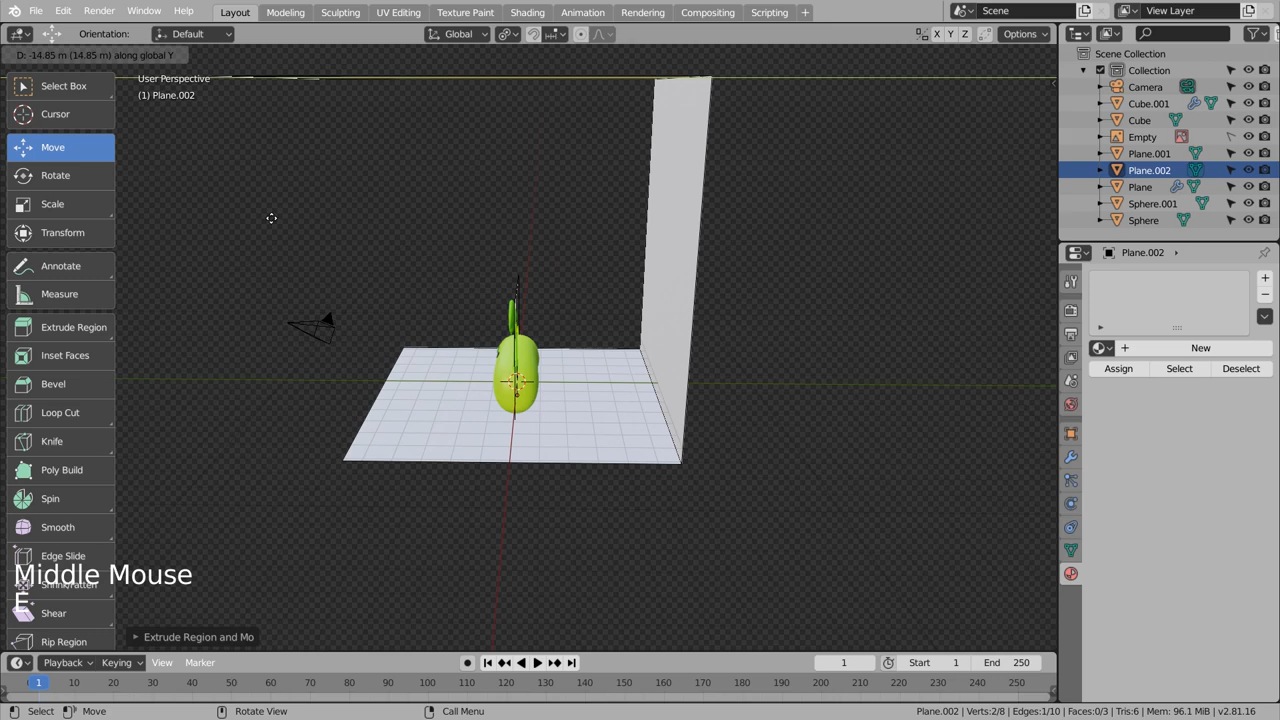 File Edit Render Window Help
Layout Modeling Sculpting UV Editing Texture Paint Shading Animation Rendering Compositing Scripting +
Scene
View Layer
Orientation: Default
Global
X Y Z
Options
D: -14.85 m (14.85 m) along global Y
User Perspective
(1) Plane.002
Select Box
Cursor
Move
Rotate
Scale
Transform
Annotate
Measure
Extrude Region
Inset Faces
Bevel
Loop Cut
Knife
Poly Build
Spin
Smooth
Edge Slide
Shrink/Fatten
Shear
Rip Region
Middle Mouse
E
Extrude Region and Mo
Scene Collection
Collection
Camera
Cube.001
Cube
Empty
Plane.001
Plane.002
Plane
Sphere.001
Sphere
Plane.002
New
Assign Select Deselect
Playback Keying View Marker
1
Start 1
End 250
1 10 20 30 40 50 60 70 80 90 100 110 120 130 140 150 160 170 180 190 200 210 220 230 240 250
Select Move Rotate View Call Menu
Plane.002 | Verts:2/8 | Edges:1/10 | Faces:0/3 | Tris:6 | Mem: 96.1 MiB | v2.81.16